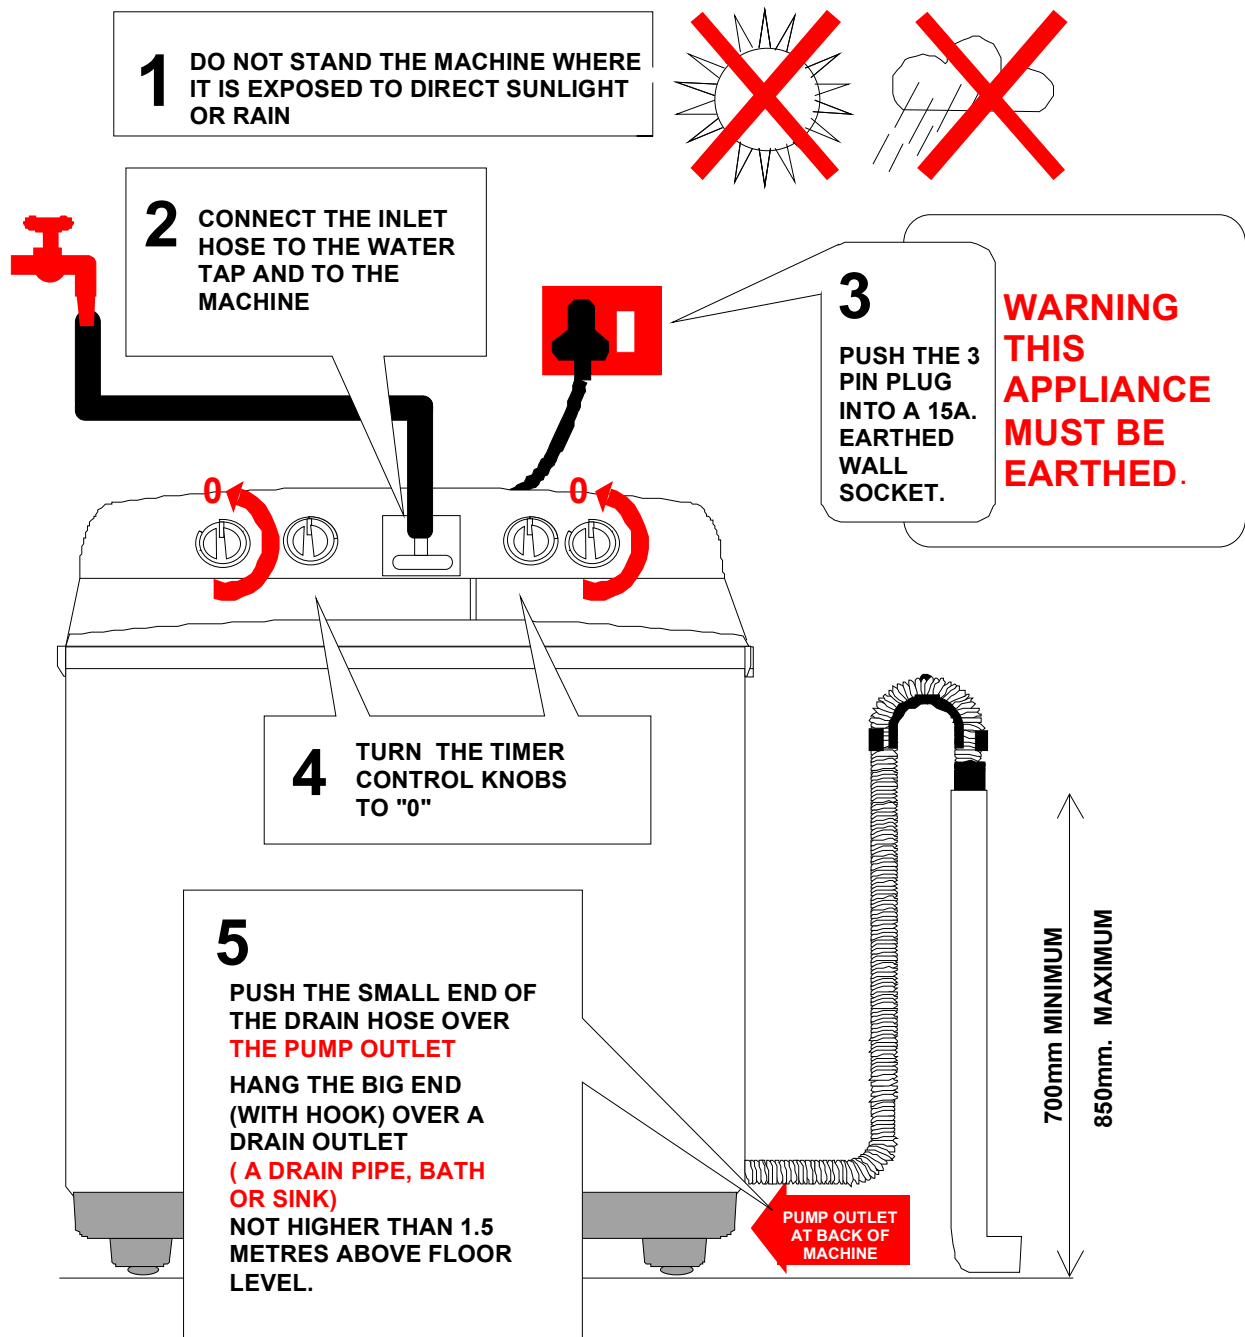 1
DO NOT STAND THE MACHINE WHERE
IT IS EXPOSED TO DIRECT SUNLIGHT
OR RAIN
2
CONNECT THE INLET
HOSE TO THE WATER
TAP AND TO THE
MACHINE
3
PUSH THE 3
PIN PLUG
INTO A 15A.
EARTHED
WALL
SOCKET.
WARNING
THIS
APPLIANCE
MUST BE
EARTHED.
0
0
4
TURN THE TIMER
CONTROL KNOBS
TO "0"
5
PUSH THE SMALL END OF
THE DRAIN HOSE OVER
THE PUMP OUTLET
HANG THE BIG END
(WITH HOOK) OVER A
DRAIN OUTLET
( A DRAIN PIPE, BATH
OR SINK)
NOT HIGHER THAN 1.5
METRES ABOVE FLOOR
LEVEL.
PUMP OUTLET
AT BACK OF
MACHINE
700mm MINIMUM
850mm. MAXIMUM